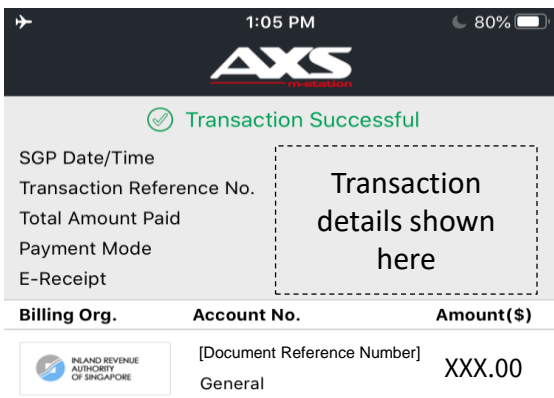 1:05 PM
80%
AXS
m-station
Transaction Successful
SGP Date/Time
Transaction Reference No.
Total Amount Paid
Payment Mode
E-Receipt
Transaction
details shown
here
Billing Org.
Account No.
Amount($)
INLAND REVENUE
AUTHORITY
OF SINGAPORE
[Document Reference Number]
General
XXX.00